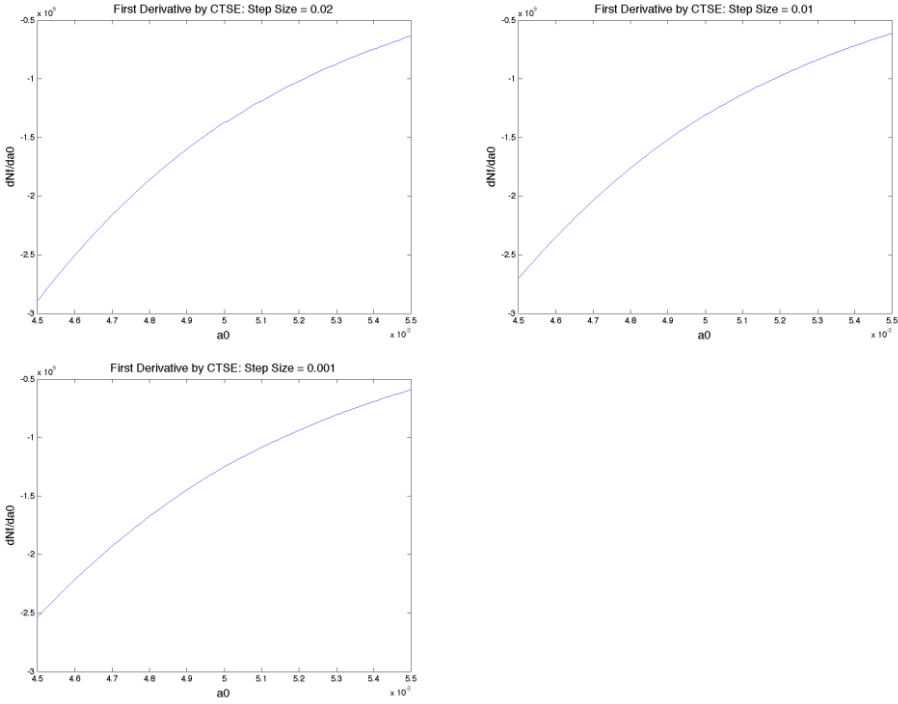 First Derivative by CTSE: Step Size = 0.02
-0.5 x 10^9
-1
-1.5
-2
-2.5
-3
dNf/da0
4.5 4.6 4.7 4.8 4.9 5 5.1 5.2 5.3 5.4 5.5
a0
x 10^-3
First Derivative by CTSE: Step Size = 0.01
-0.5 x 10^9
-1
-1.5
-2
-2.5
-3
dNf/da0
4.5 4.6 4.7 4.8 4.9 5 5.1 5.2 5.3 5.4 5.5
a0
x 10^-3
First Derivative by CTSE: Step Size = 0.001
-0.5 x 10^9
-1
-1.5
-2
-2.5
-3
dNf/da0
4.5 4.6 4.7 4.8 4.9 5 5.1 5.2 5.3 5.4 5.5
a0
x 10^-3